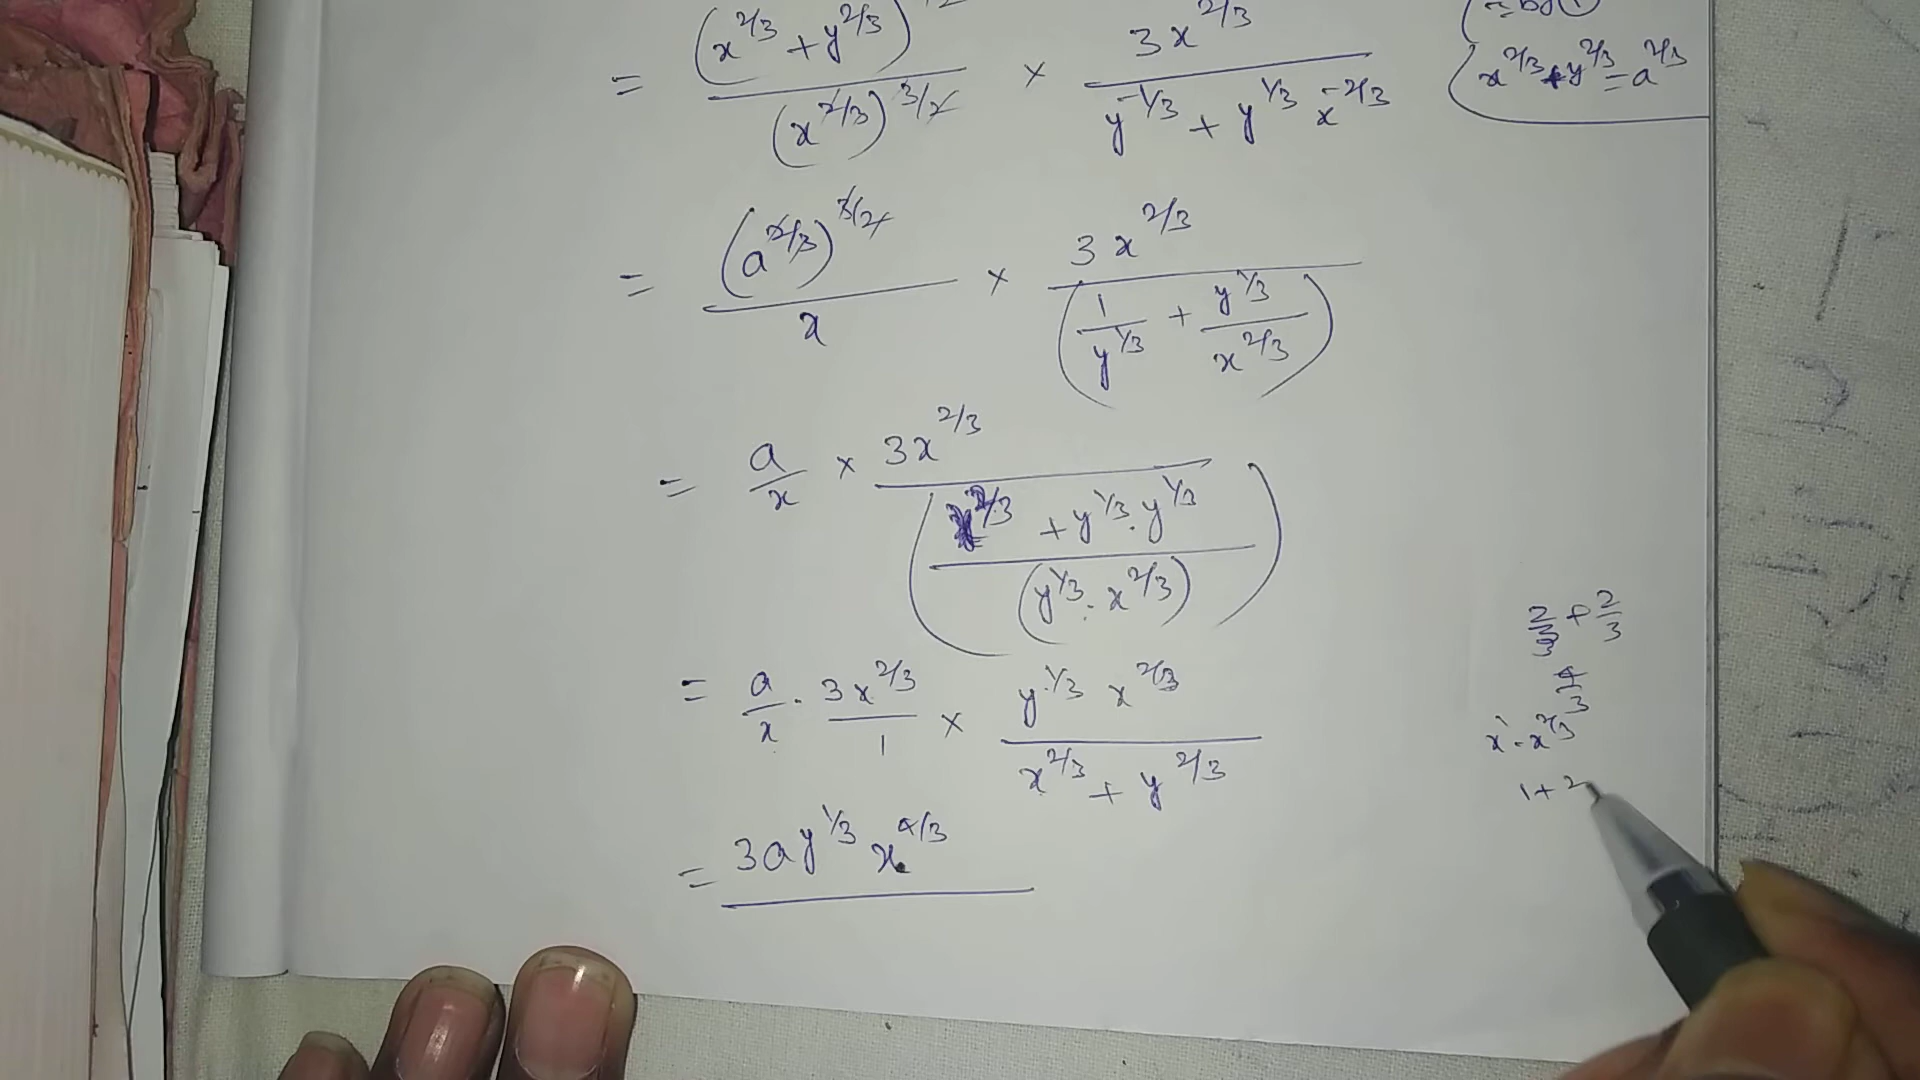 = (x^2/3 + y^2/3) / (x^2/3)^3/2 × 3x^2/3 / y^-1/3 + y^1/3 x^-2/3
x^2/3 + y^2/3 = a^2/3
= (a^2/3)^3/2 / x × 3x^2/3 / (1/y^1/3 + y^1/3/x^2/3)
= a/x × 3x^2/3 / (x^2/3 + y^1/3 . y^1/3 / (y^1/3 . x^2/3))
= a/x . 3x^2/3/1 × y^1/3 x^2/3 / x^2/3 + y^2/3
= 3ay^1/3 x^4/3
2/3 + 2/3
4/3
x^1 . x^2/3
1 + 2